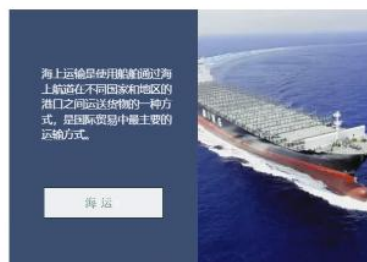 海上运输是使用船舶通过海
上航道在不同国家和地区的
港口之间运送货物的一种方
式，是国际贸易中最主要的
运输方式。
海运